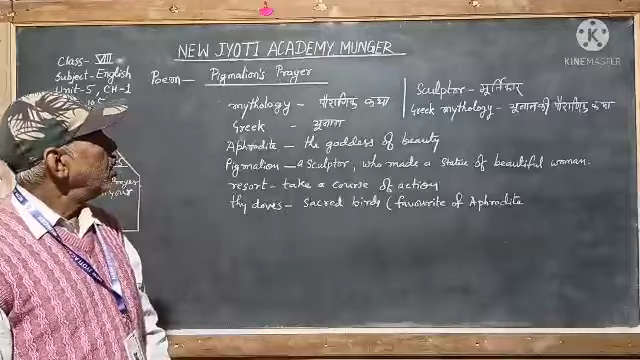 NEW JYOTI ACADEMY MUNGER
Class- VIII
Subject- English
Unit-5, CH-1
Poem- Pigmalion's Prayer
mythology - पौराणिक कथा
Greek - यूनान
Aphrodite - the goddess of beauty
Pigmalion - a sculptor, who made a statue of beautiful woman.
resort - take a course of action
thy doves - sacred birds (favourite of Aphrodite
Sculptor - मूर्तिकार
Greek mythology - यूनान की पौराणिक कथा
KINEMASTER